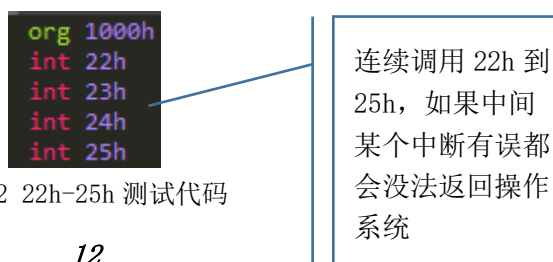 org 1000h
int 22h
int 23h
int 24h
int 25h
2 22h-25h 测试代码
12
连续调用 22h 到
25h，如果中间
某个中断有误都
会没法返回操作
系统